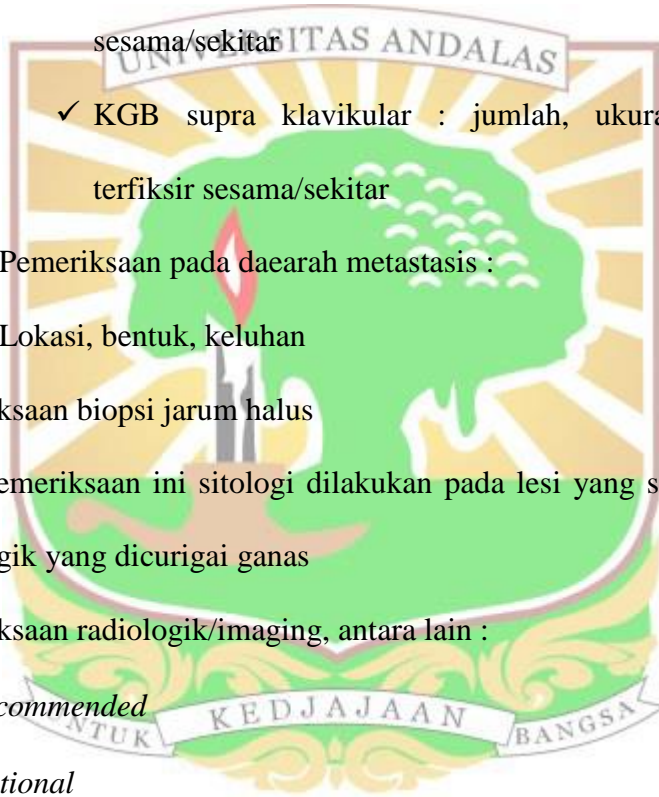 sesama/sekitar
UNIVERSITAS ANDALAS
✓ KGB supra klavikular : jumlah, ukura
terfiksir sesama/sekitar
Pemeriksaan pada daearah metastasis :
Lokasi, bentuk, keluhan
ksaan biopsi jarum halus
emeriksaan ini sitologi dilakukan pada lesi yang s
gik yang dicurigai ganas
ksaan radiologik/imaging, antara lain :
commended
NTUK KEDJAJAAN BANGSA
tional